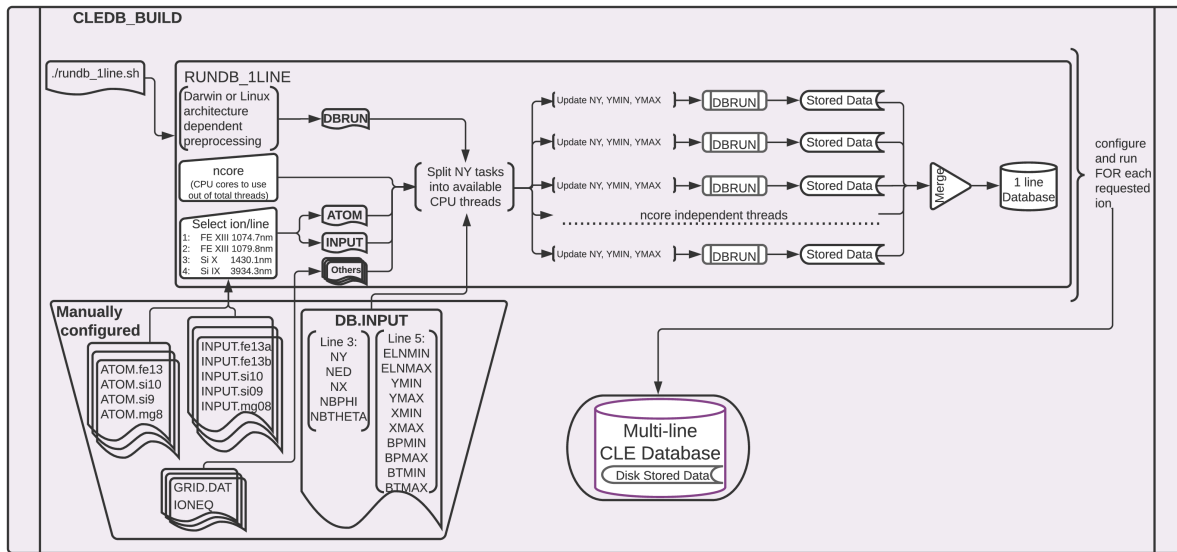 CLEDB_BUILD
./rundb_1line.sh
RUNDB_1LINE
Darwin or Linux
architecture
dependent
preprocessing
DBRUN
ncore
(CPU cores to use
out of total threads)
Select ion/line
1: FE XIII 1074.7nm
2: FE XIII 1079.8nm
3: Si X 1430.1nm
4: Si IX 3934.3nm
ATOM
INPUT
Others
Split NY tasks
into available
CPU threads
Update NY, YMIN, YMAX
DBRUN
Stored Data
Update NY, YMIN, YMAX
DBRUN
Stored Data
Update NY, YMIN, YMAX
DBRUN
Stored Data
ncore independent threads
Update NY, YMIN, YMAX
DBRUN
Stored Data
Merge
1 line
Database
configure
and run
FOR each
requested
ion
Manually
configured
ATOM.fe13
ATOM.si10
ATOM.si9
ATOM.mg8
INPUT.fe13a
INPUT.fe13b
INPUT.si10
INPUT.si09
INPUT.mg08
GRID.DAT
IONEQ
DB.INPUT
Line 3:
NY
NED
NX
NBPHI
NBTHETA
Line 5:
ELNMIN
ELNMAX
YMIN
YMAX
XMIN
XMAX
BPMIN
BPMAX
BTMIN
BTMAX
Multi-line
CLE Database
Disk Stored Data